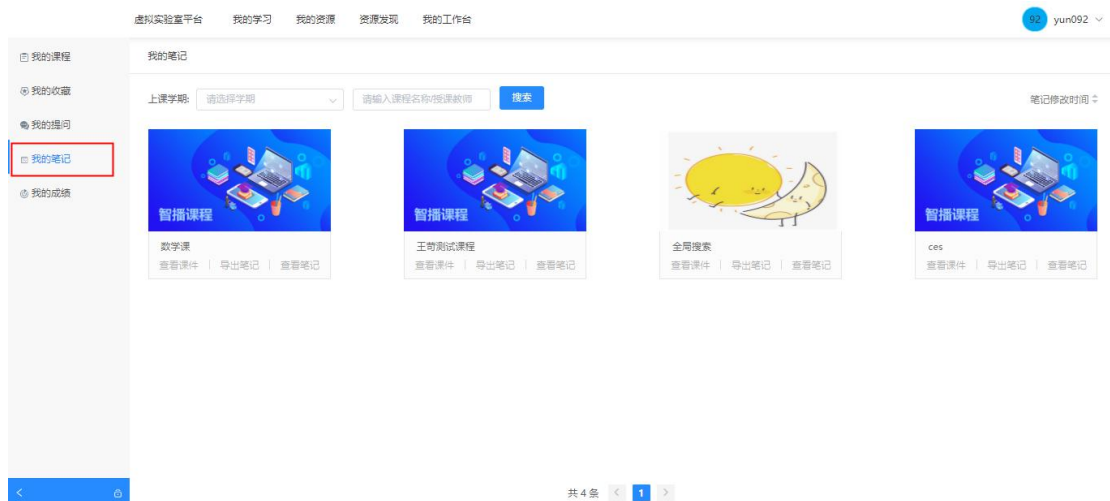 虚拟实验室平台 我的学习 我的资源 资源发现 我的工作台 92 yun092
我的课程
我的收藏
我的提问
我的笔记
我的成绩
我的笔记
上课学期: 请选择学期 请输入课程名称/授课教师 搜索 笔记修改时间
智播课程 智播课程 智播课程
数学课 王苛测试课程 全局搜索 ces
查看课件 导出笔记 查看笔记 查看课件 导出笔记 查看笔记 查看课件 导出笔记 查看笔记 查看课件 导出笔记 查看笔记
共 4 条 < 1 >